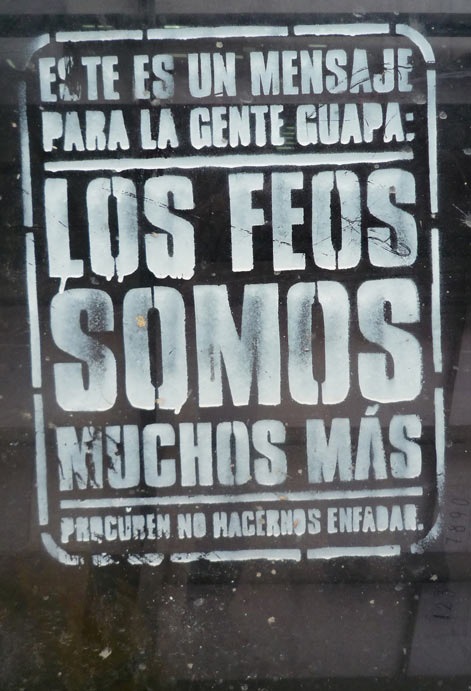 ESTE ES UN MENSAJE
PARA LA GENTE GUAPA:
LOS FEOS
SOMOS
MUCHOS MÁS
PROCUREN NO HACERNOS ENFADAR.